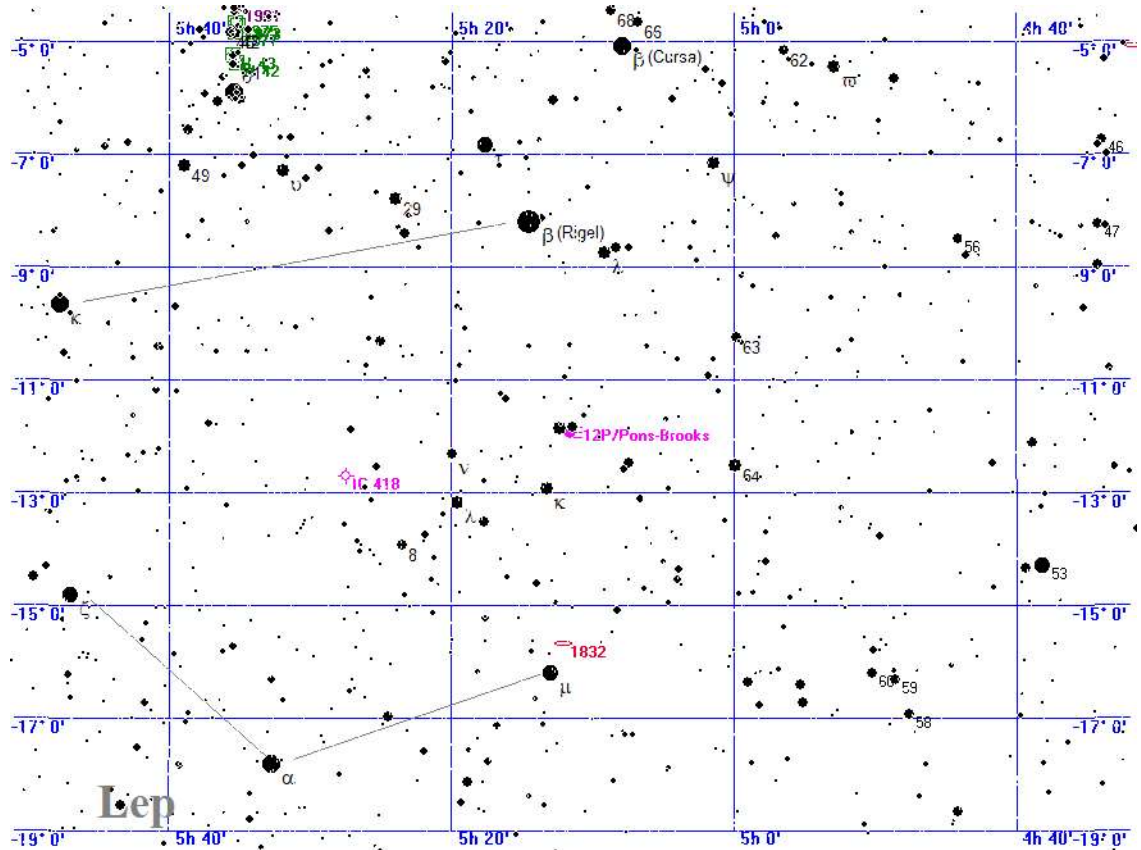 5h 40' 5h 20' 68 66 4h 40'
-5° 0' β (Cursa) 62 ϖ -5° 0'
-7° 0' 49 υ τ ψ 46 -7° 0'
29 β (Rigel) 56 47
-9° 0' λ -9° 0'
κ
63
-11° 0' -11° 0'
12P/Pons-Brooks
ν 64
IC 418
-13° 0' κ -13° 0'
λ
8 53
-15° 0' ζ -15° 0'
1832
μ 60 59
-17° 0' 58 -17° 0'
α
Lep
-19° 0' 5h 40' 5h 20' 5h 0' 4h 40' -19° 0'